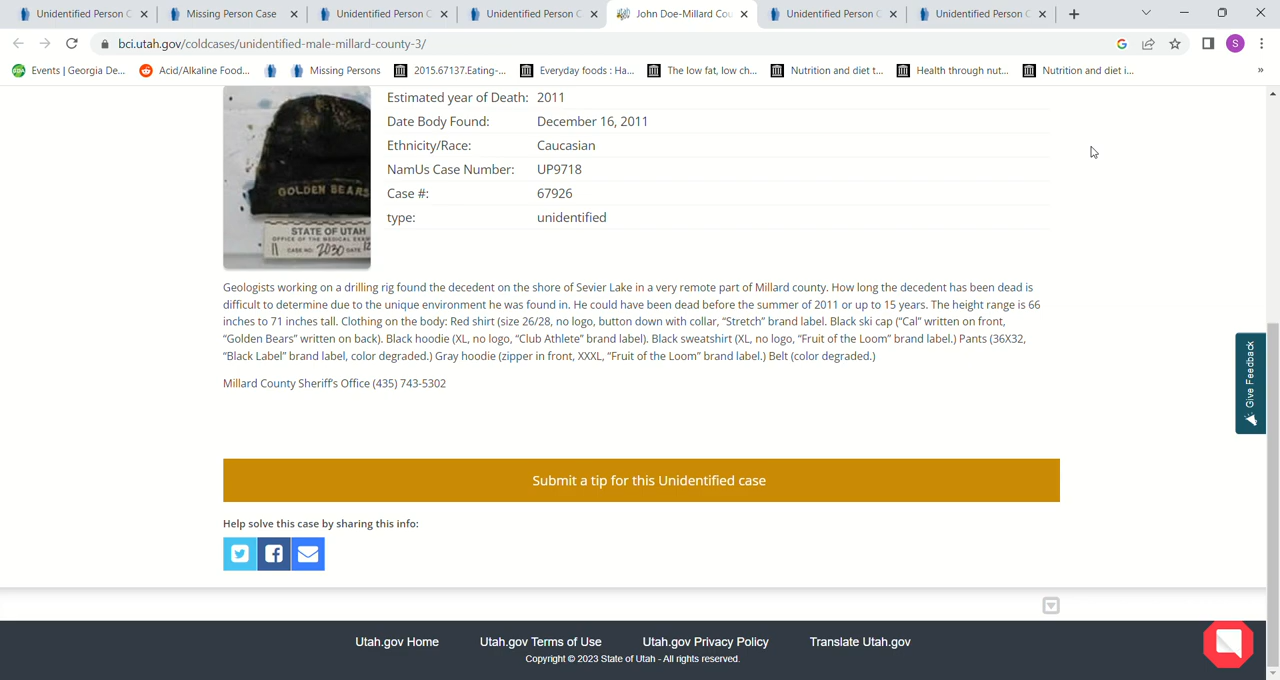 Unidentified Person C
Missing Person Case
Unidentified Person C
Unidentified Person C
John Doe-Millard Cou
Unidentified Person C
Unidentified Person C
bci.utah.gov/coldcases/unidentified-male-millard-county-3/
S
Events | Georgia De...
Acid/Alkaline Food...
Missing Persons
2015.67137.Eating-...
Everyday foods : Ha...
The low fat, low ch...
Nutrition and diet t...
Health through nut...
Nutrition and diet i...
»
GOLDEN BEARS
STATE OF UTAH
CASE NO. 2030 DATE
Estimated year of Death: 2011
Date Body Found: December 16, 2011
Ethnicity/Race: Caucasian
NamUs Case Number: UP9718
Case #: 67926
type: unidentified
Geologists working on a drilling rig found the decedent on the shore of Sevier Lake in a very remote part of Millard county. How long the decedent has been dead is
difficult to determine due to the unique environment he was found in. He could have been dead before the summer of 2011 or up to 15 years. The height range is 66
inches to 71 inches tall. Clothing on the body: Red shirt (size 26/28, no logo, button down with collar, “Stretch” brand label. Black ski cap (“Cal” written on front,
“Golden Bears” written on back). Black hoodie (XL, no logo, “Club Athlete” brand label). Black sweatshirt (XL, no logo, “Fruit of the Loom” brand label.) Pants (36X32,
“Black Label” brand label, color degraded.) Gray hoodie (zipper in front, XXXL, “Fruit of the Loom” brand label.) Belt (color degraded.)
Millard County Sheriff’s Office (435) 743-5302
Give Feedback
Submit a tip for this Unidentified case
Help solve this case by sharing this info:
Utah.gov Home
Utah.gov Terms of Use
Utah.gov Privacy Policy
Translate Utah.gov
Copyright © 2023 State of Utah - All rights reserved.